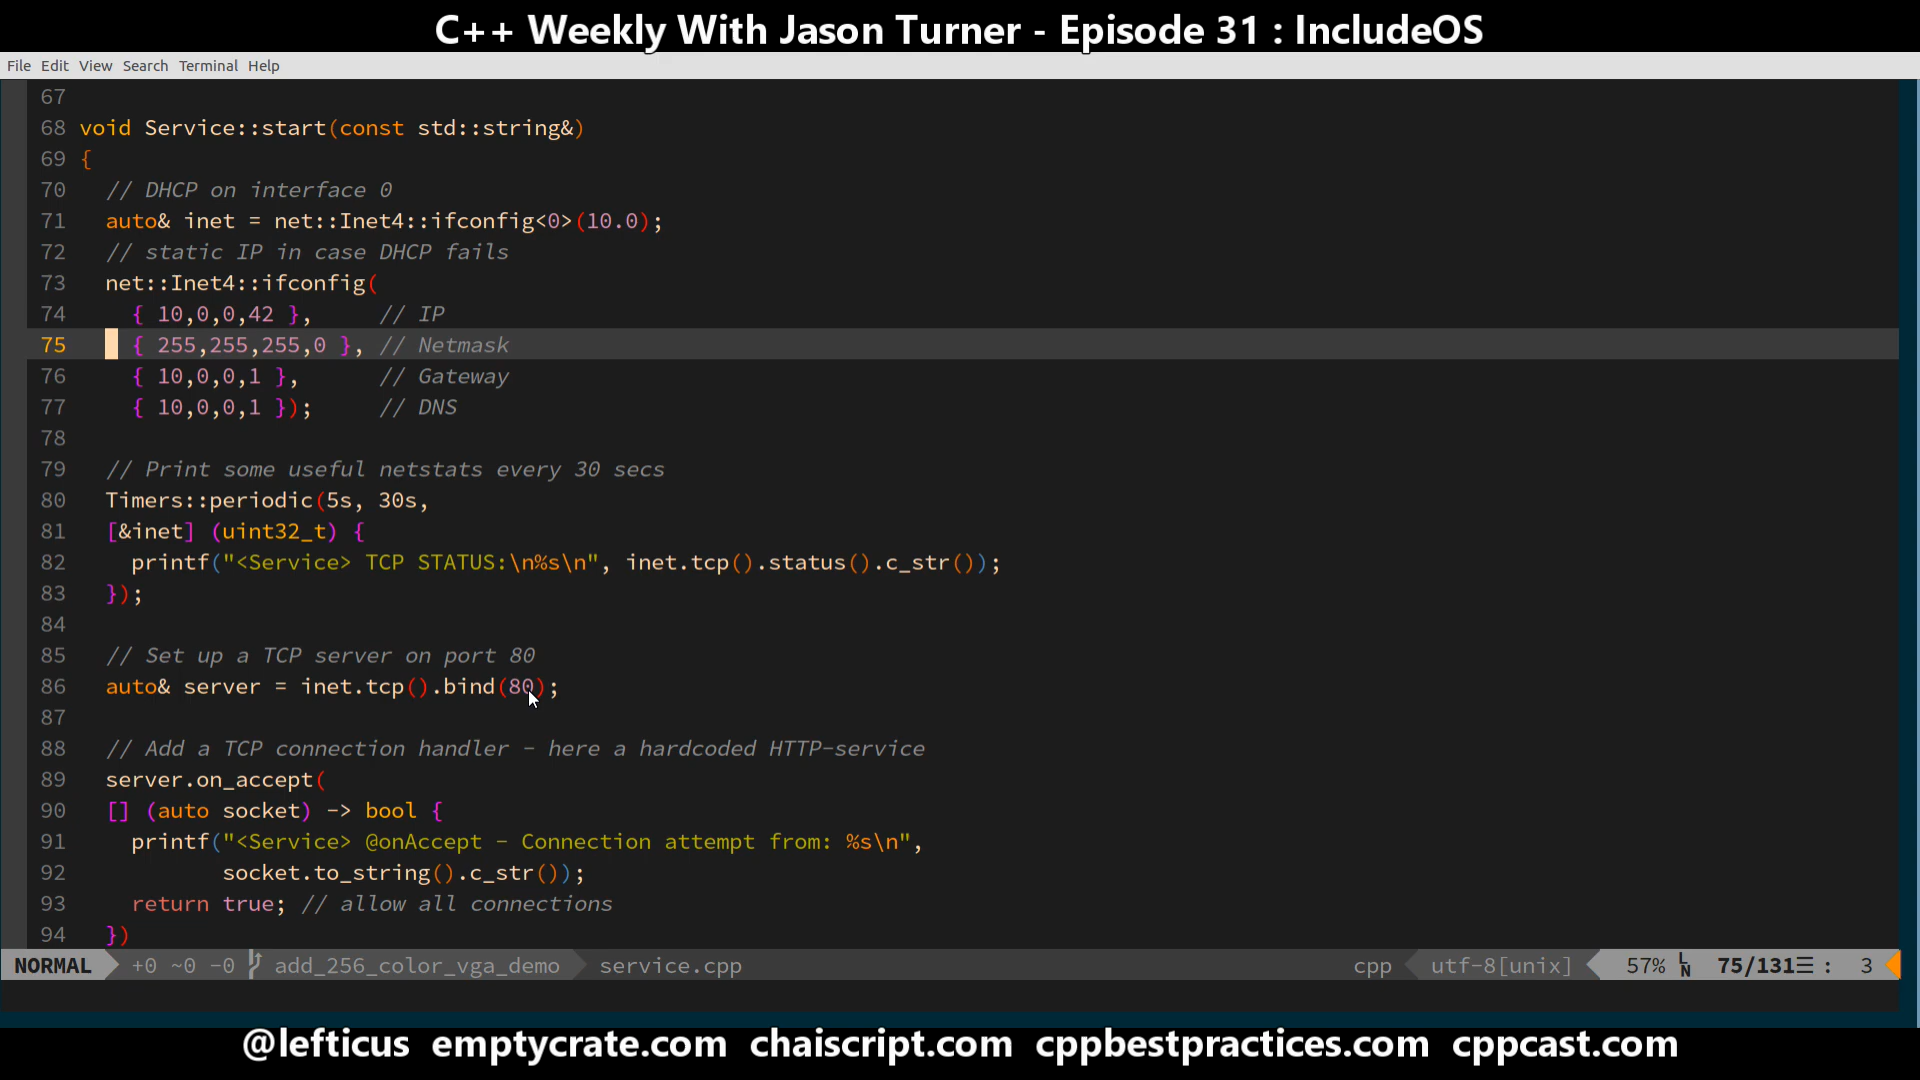 C++ Weekly With Jason Turner - Episode 31 : IncludeOS
File Edit View Search Terminal Help
67
68 void Service::start(const std::string&)
69 {
70   // DHCP on interface 0
71   auto& inet = net::Inet4::ifconfig<0>(10.0);
72   // static IP in case DHCP fails
73   net::Inet4::ifconfig(
74     { 10,0,0,42 },     // IP
75     { 255,255,255,0 }, // Netmask
76     { 10,0,0,1 },      // Gateway
77     { 10,0,0,1 });     // DNS
78
79   // Print some useful netstats every 30 secs
80   Timers::periodic(5s, 30s,
81   [&inet] (uint32_t) {
82     printf("<Service> TCP STATUS:\n%s\n", inet.tcp().status().c_str());
83   });
84
85   // Set up a TCP server on port 80
86   auto& server = inet.tcp().bind(80);
87
88   // Add a TCP connection handler - here a hardcoded HTTP-service
89   server.on_accept(
90   [] (auto socket) -> bool {
91     printf("<Service> @onAccept - Connection attempt from: %s\n",
92            socket.to_string().c_str());
93     return true; // allow all connections
94   })
NORMAL +0 ~0 -0 add_256_color_vga_demo service.cpp cpp utf-8[unix] 57% LN 75/131☰ : 3
@lefticus emptycrate.com chaiscript.com cppbestpractices.com cppcast.com